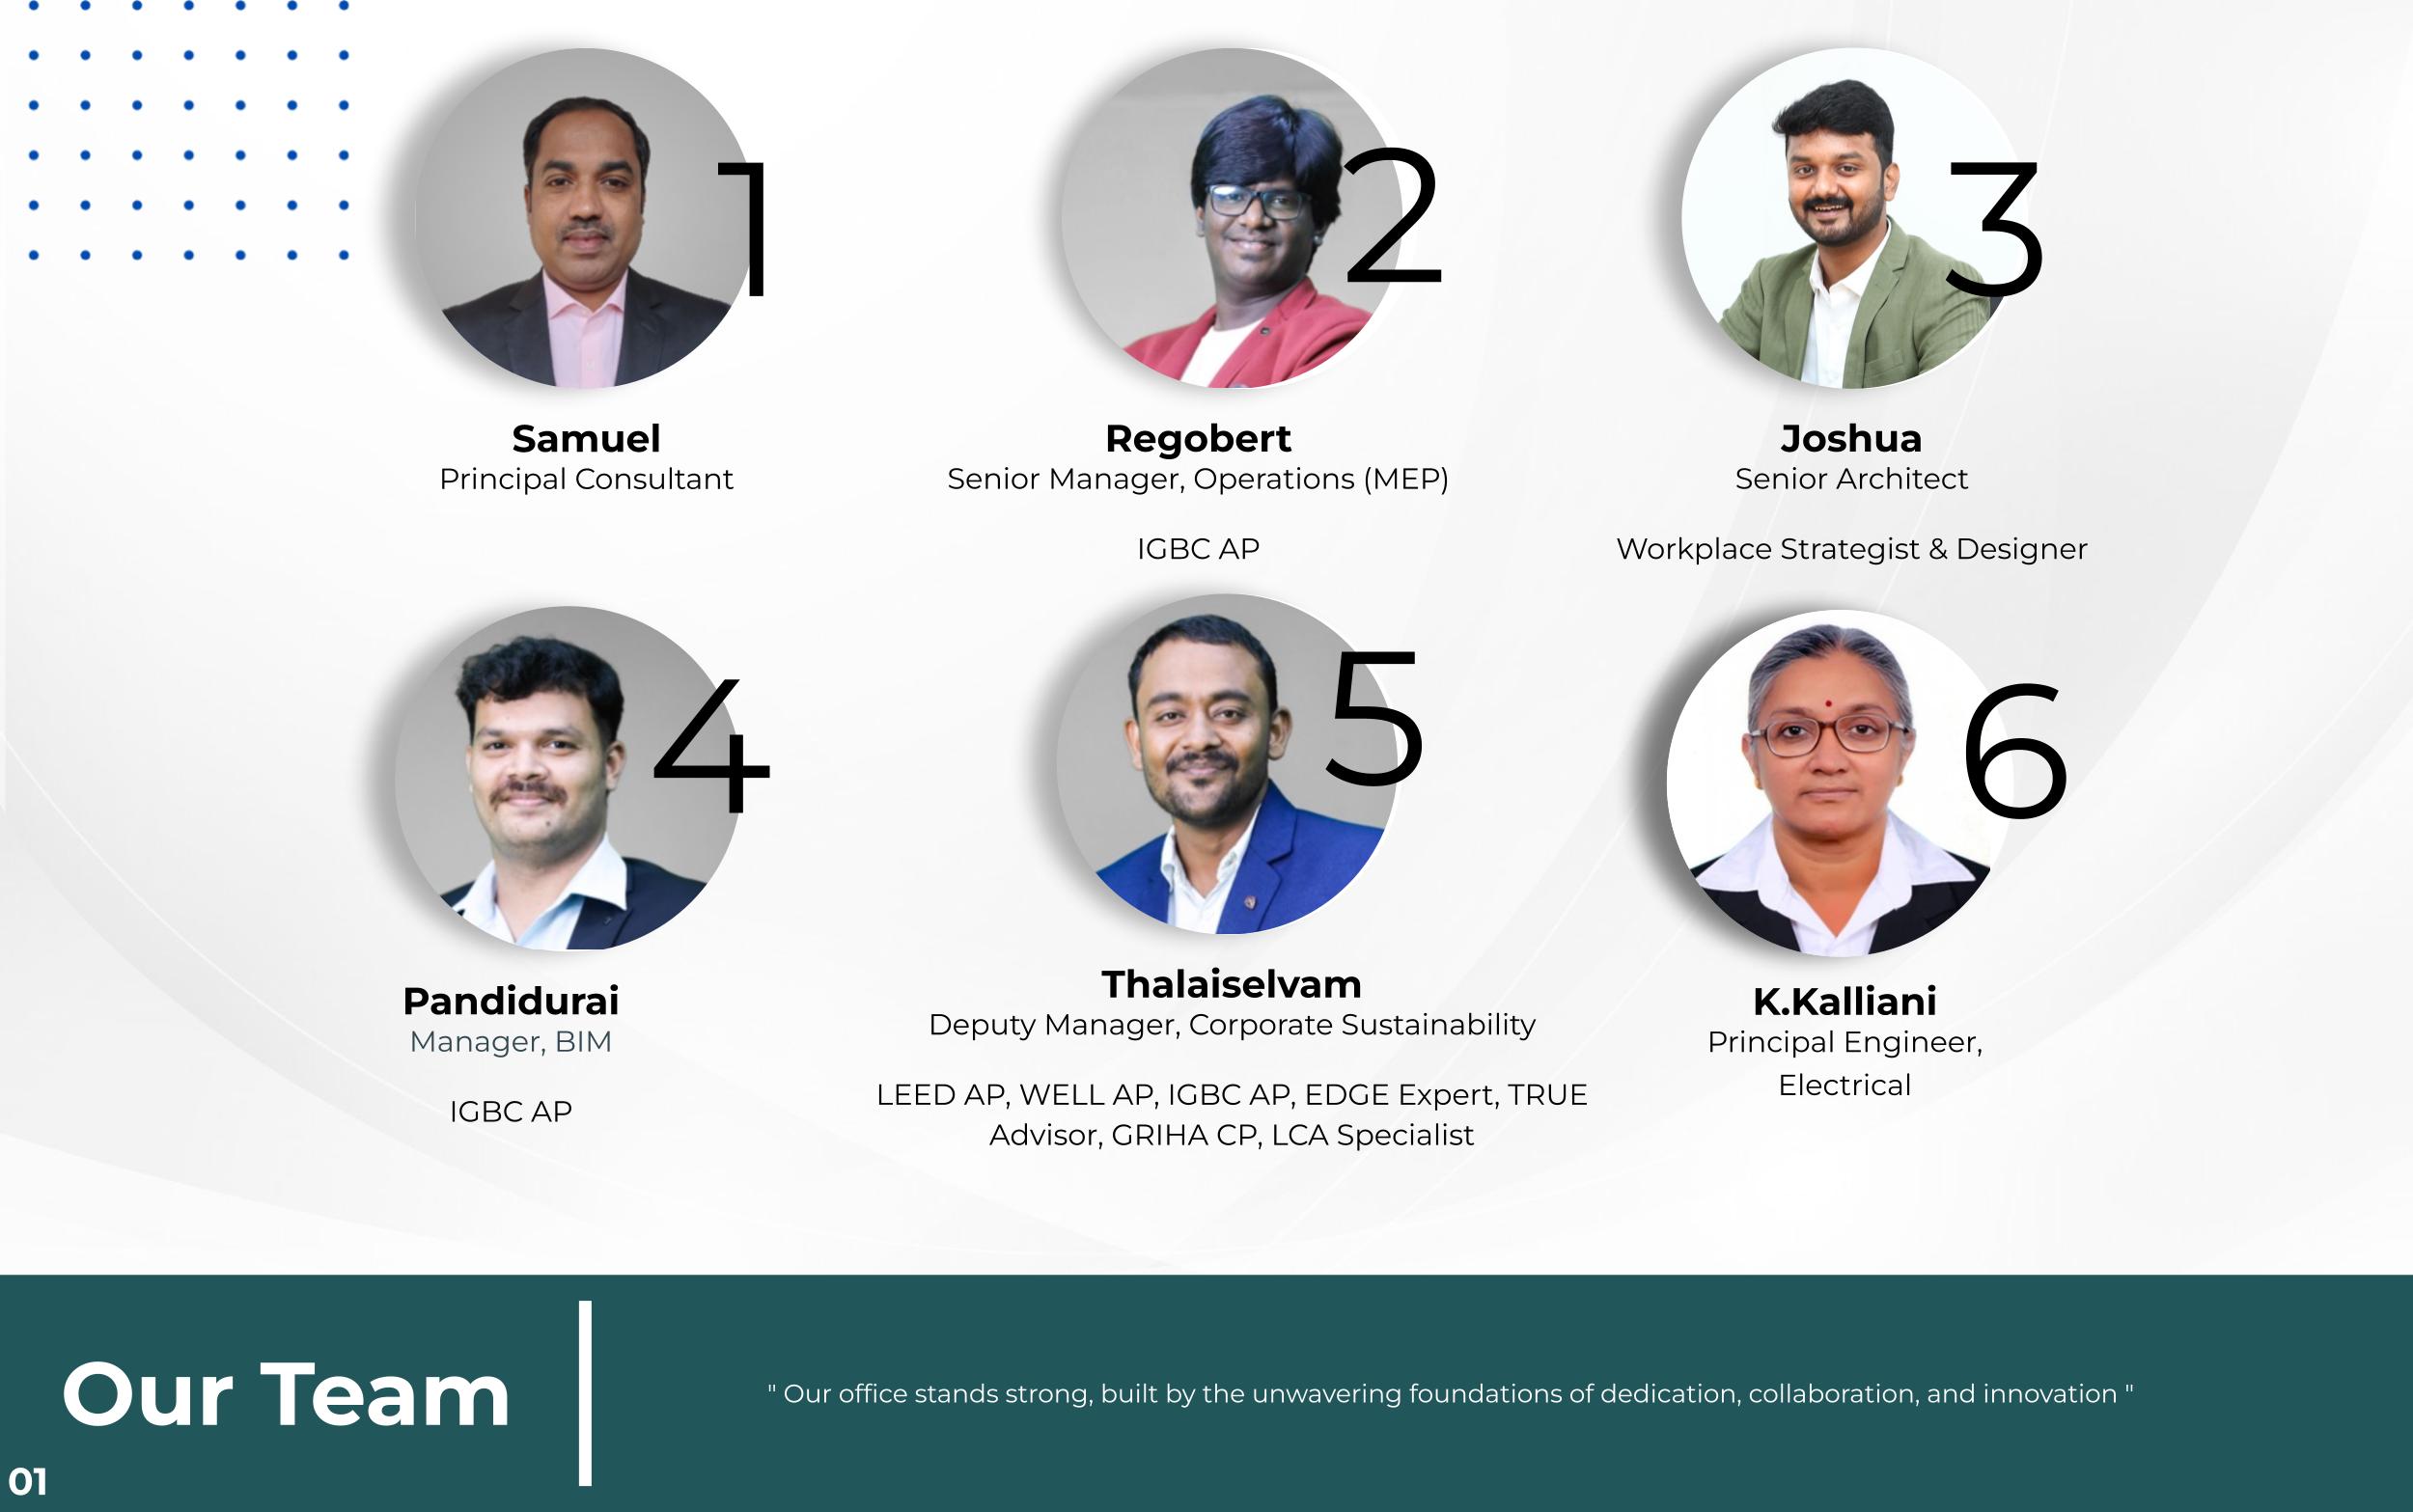 1
Samuel
Principal Consultant
2
Regobert
Senior Manager, Operations (MEP)
IGBC AP
3
Joshua
Senior Architect
Workplace Strategist & Designer
4
Pandidurai
Manager, BIM
IGBC AP
5
Thalaiselvam
Deputy Manager, Corporate Sustainability
LEED AP, WELL AP, IGBC AP, EDGE Expert, TRUE
Advisor, GRIHA CP, LCA Specialist
6
K.Kalliani
Principal Engineer,
Electrical
Our Team
" Our office stands strong, built by the unwavering foundations of dedication, collaboration, and innovation "
01